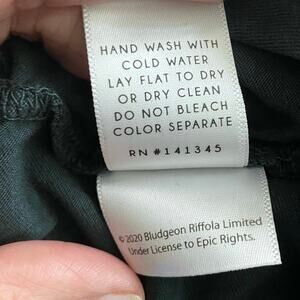 HAND WASH WITH
COLD WATER
LAY FLAT TO DRY
OR DRY CLEAN
DO NOT BLEACH
COLOR SEPARATE
RN #141345
©2020 Bludgeon Riffola Limited
Under License to Epic Rights.